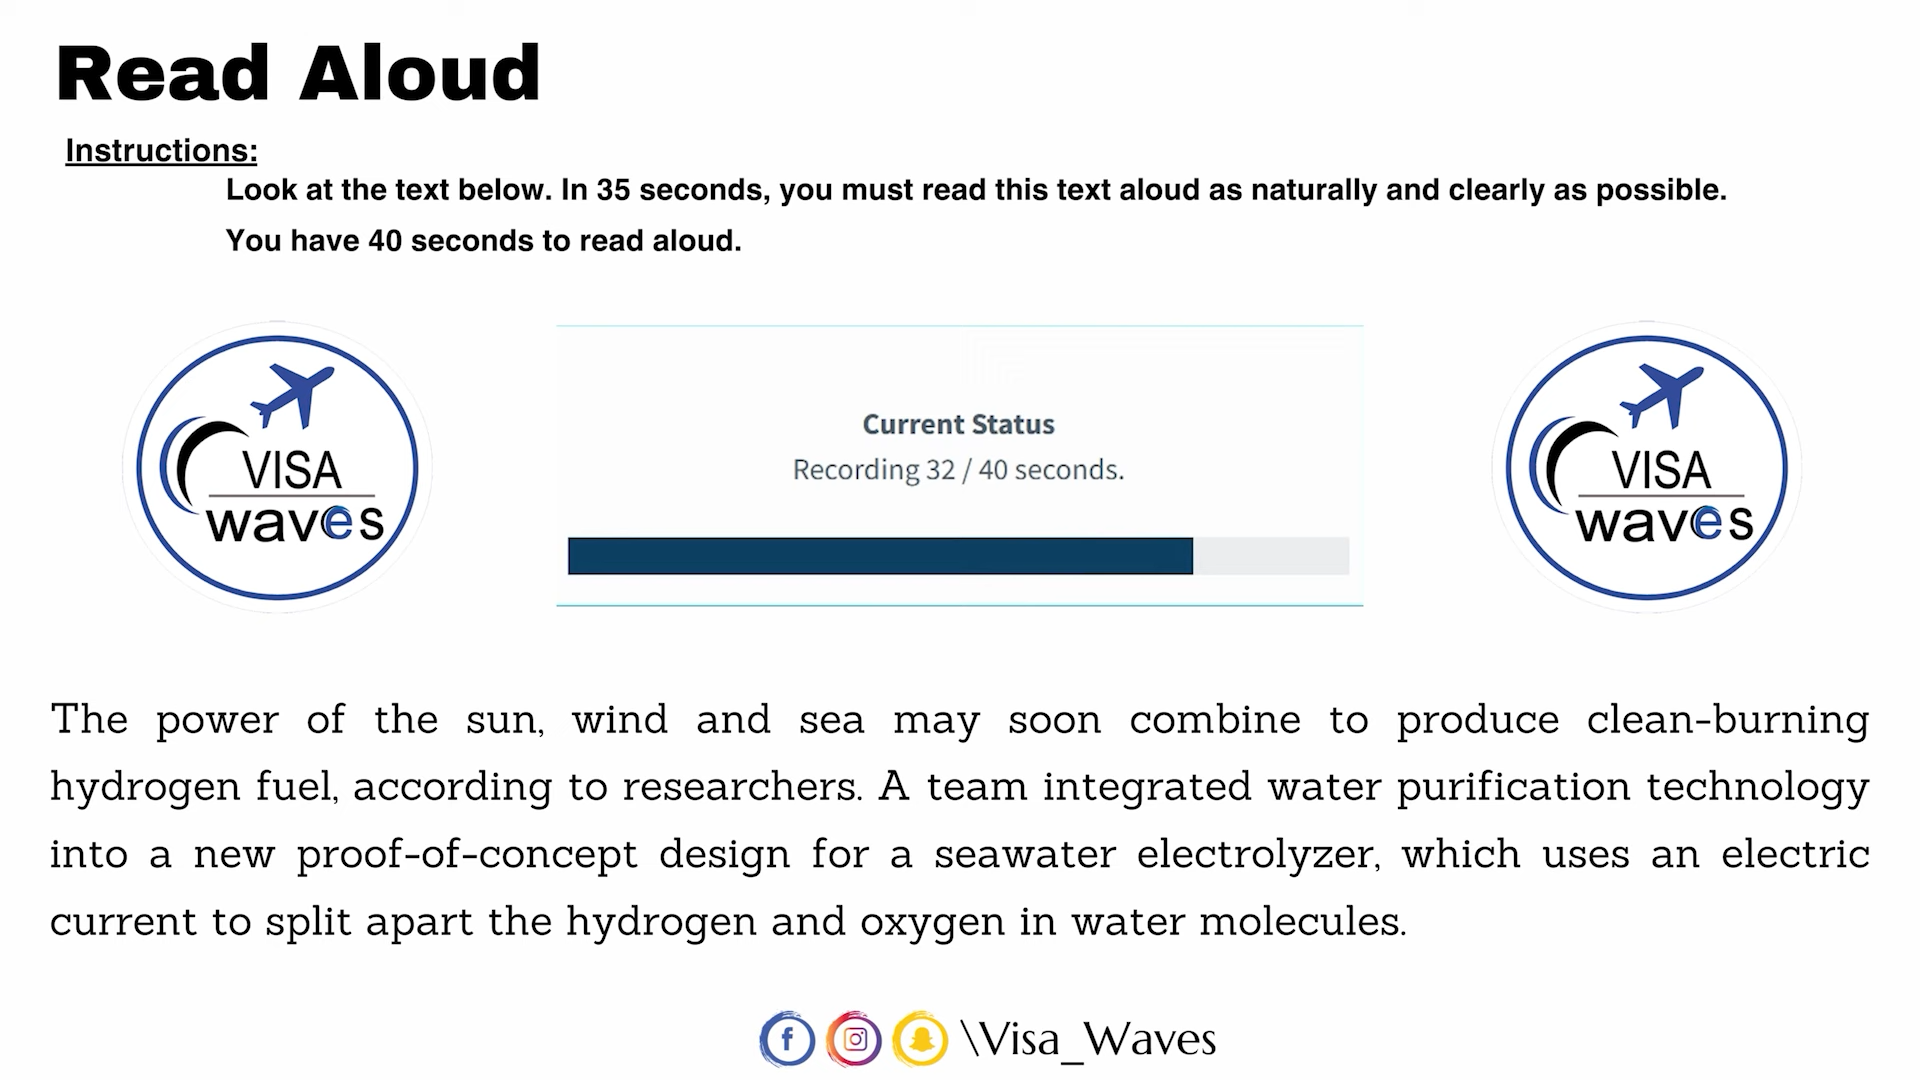 Read Aloud
Instructions:
Look at the text below. In 35 seconds, you must read this text aloud as naturally and clearly as possible.
You have 40 seconds to read aloud.
VISA
waves
Current Status
Recording 32 / 40 seconds.
VISA
waves
The power of the sun, wind and sea may soon combine to produce clean-burning
hydrogen fuel, according to researchers. A team integrated water purification technology
into a new proof-of-concept design for a seawater electrolyzer, which uses an electric
current to split apart the hydrogen and oxygen in water molecules.
\Visa_Waves